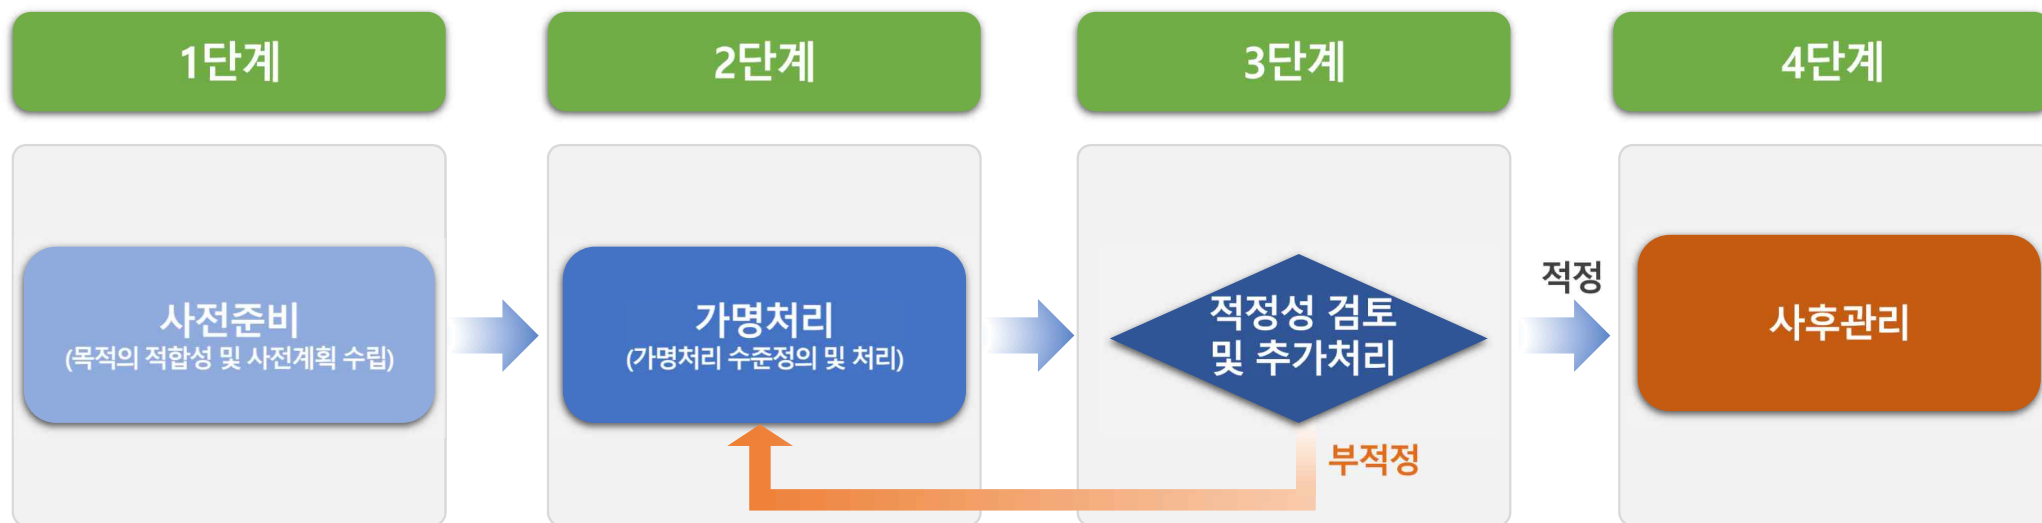 1단계
2단계
3단계
4단계
사전준비
(목적의 적합성 및 사전계획 수립)
가명처리
(가명처리 수준정의 및 처리)
적정성 검토
및 추가처리
적정
부적정
사후관리